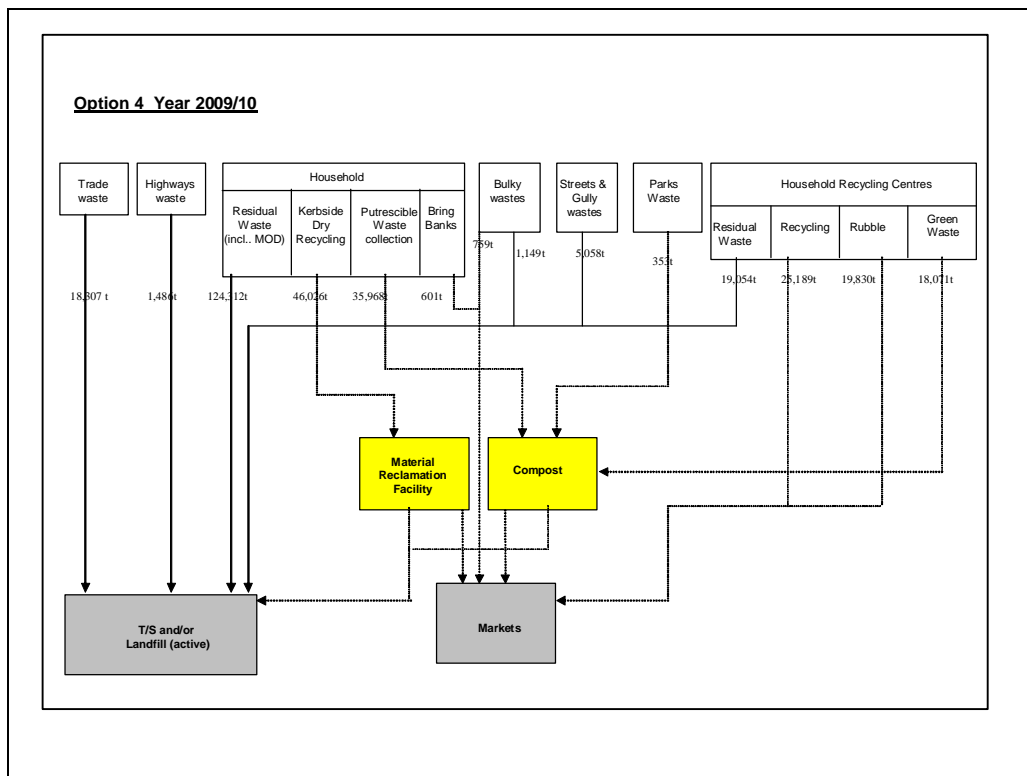 Option 4 Year 2009/10
Trade
waste
Highways
waste
Household
Residual
Waste
(incl.. MOD)
Kerbside
Dry
Recycling
Putrescible
Waste
collection
Bring
Banks
Bulky
wastes
Streets &
Gully
wastes
Parks
Waste
Household Recycling Centres
Residual
Waste
Recycling
Rubble
Green
Waste
759t
1,149t
5,058t
353t
19,054t
25,189t
19,830t
18,071t
18,307 t
1,486t
124,312t
46,026t
35,968t
601t
Material
Reclamation
Facility
Compost
T/S and/or
Landfill (active)
Markets